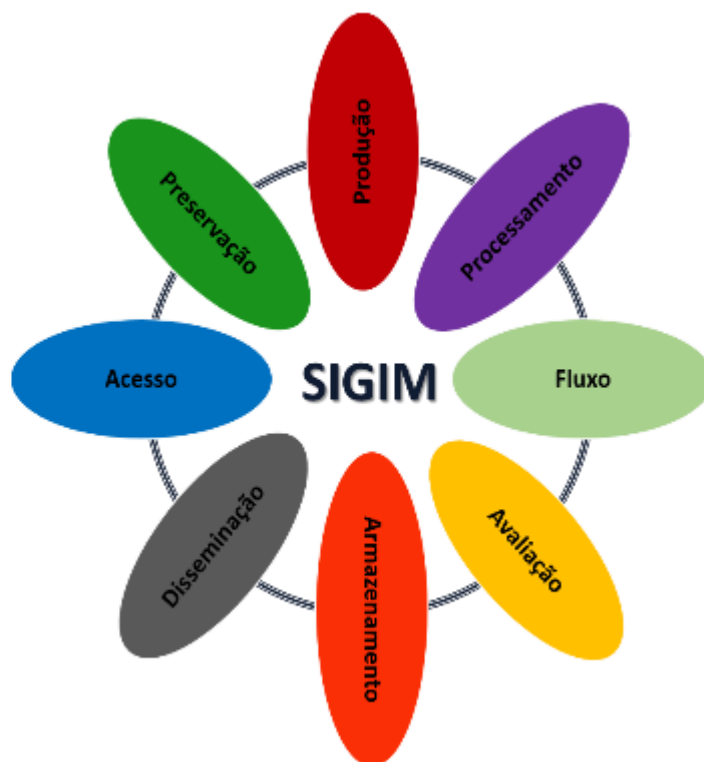 Produção
Processamento
Preservação
Acesso
SIGIM
Fluxo
Disseminação
Armazenamento
Avaliação